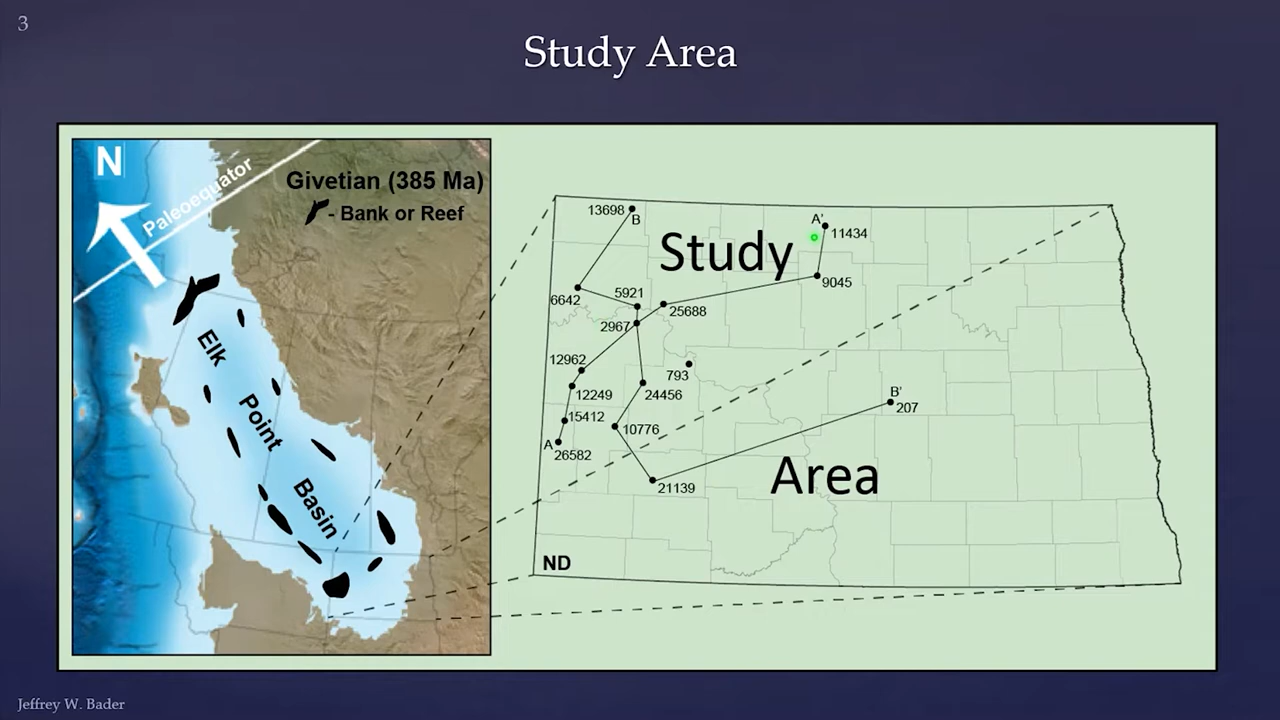 3
Study Area
N
Paleoequator
Givetian (385 Ma)
- Bank or Reef
Elk
Point
Basin
13698
B
A'
11434
Study
9045
6642
5921
25688
2967
12962
793
12249
24456
B'
207
15412
10776
A
26582
21139
Area
ND
Jeffrey W. Bader